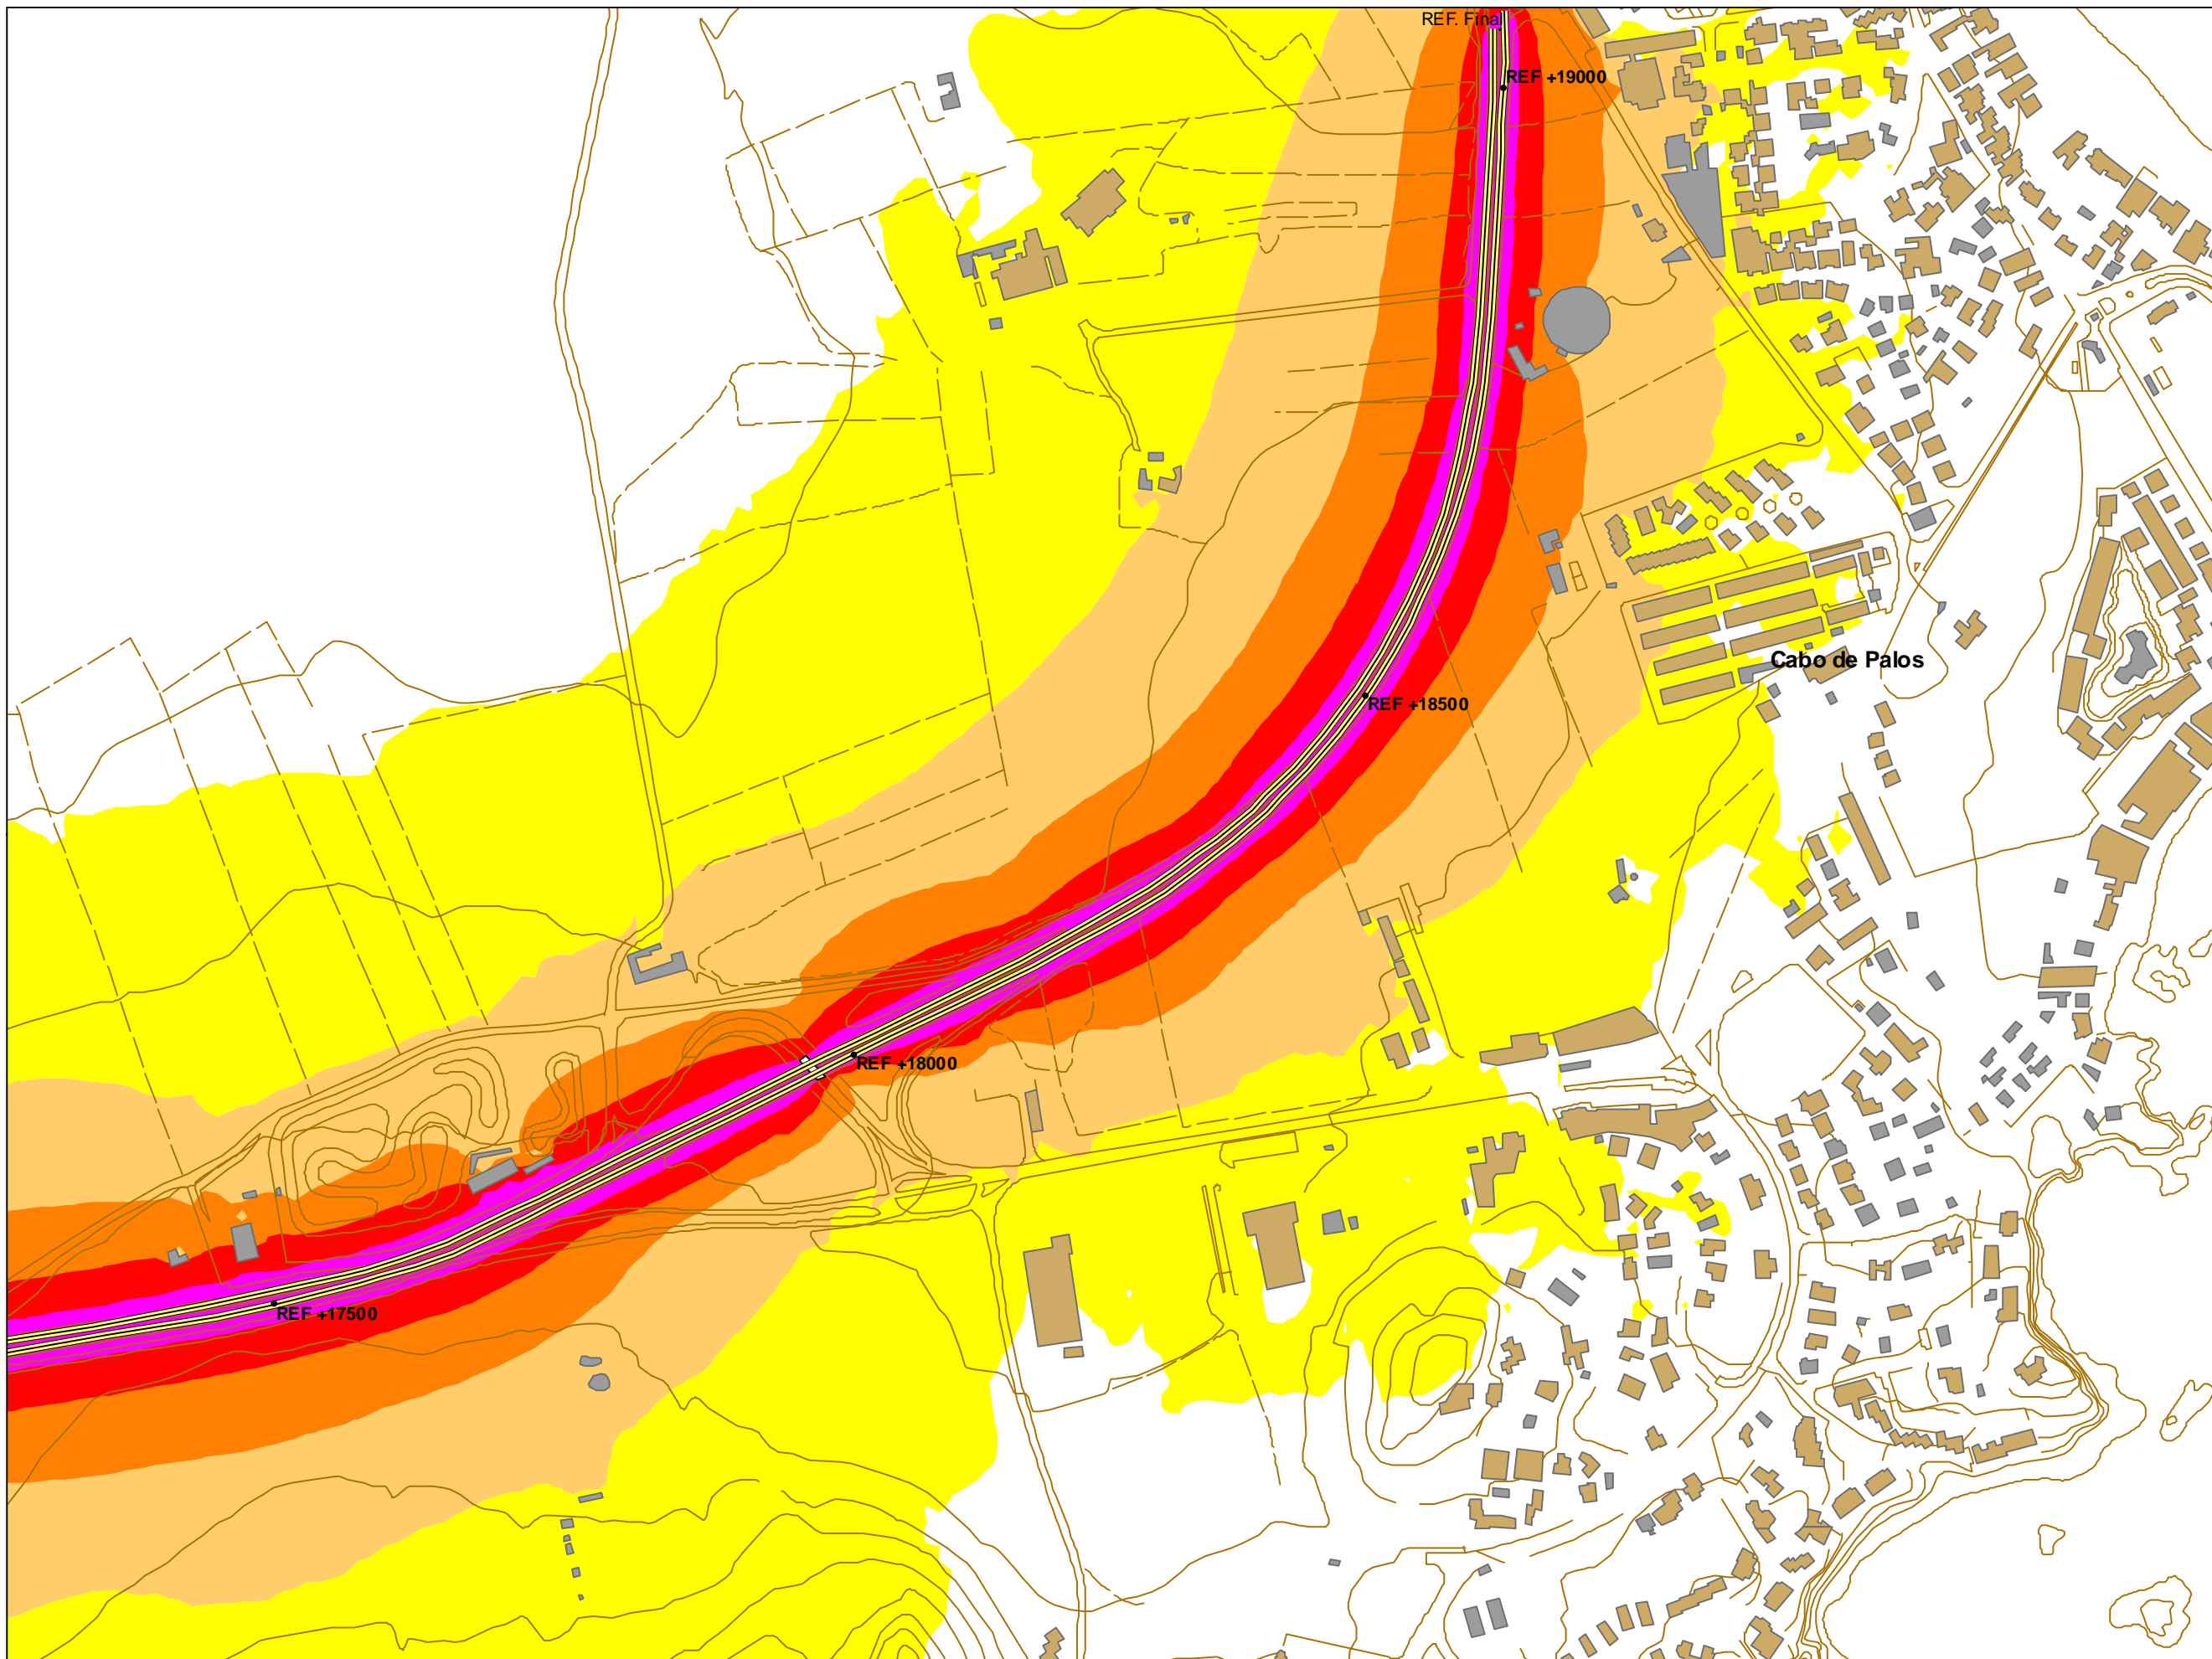 REF. Final
REF +19000
Cabo de Palos
REF +18500
REF +18000
REF +17500